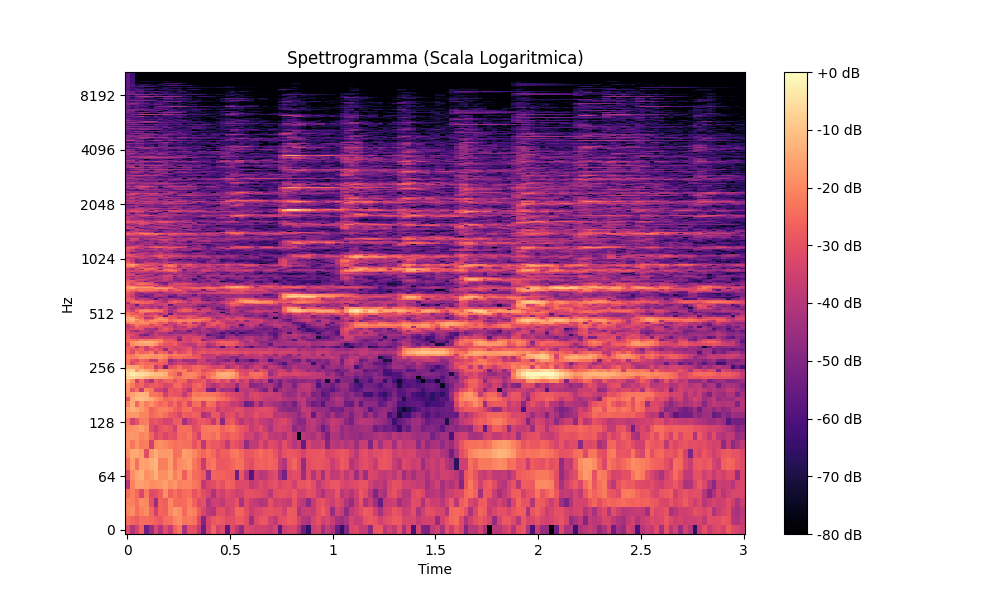 Spettrogramma (Scala Logaritmica)
Hz
8192
4096
2048
1024
512
256
128
64
0
0 0.5 1 1.5 2 2.5 3
Time
+0 dB
-10 dB
-20 dB
-30 dB
-40 dB
-50 dB
-60 dB
-70 dB
-80 dB